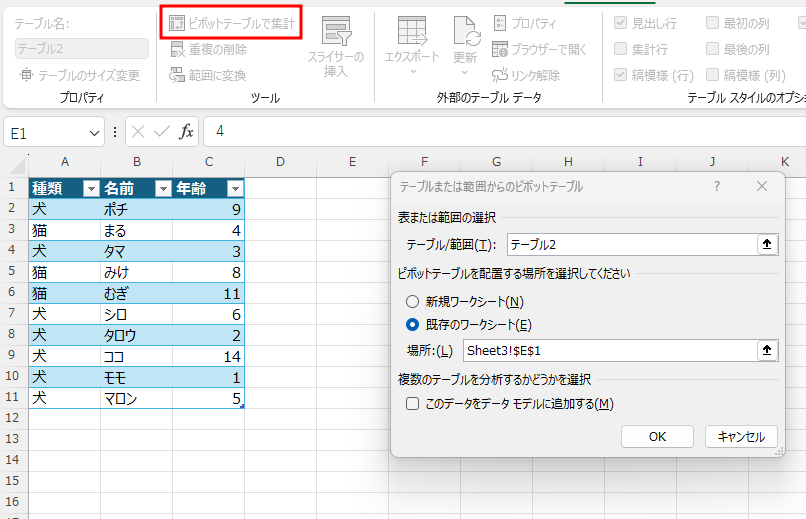 テーブル名: ピボットテーブルで集計 プロパティ 見出し行 最初の列
テーブル2 重複の削除 スライサーの挿入 エクスポート 更新 ブラウザーで開く 集計行 最後の列
テーブルのサイズ変更 範囲に変換 リンク解除 縞模様 (行) 縞模様 (列)
プロパティ ツール 外部のテーブル データ テーブル スタイルのオプシ
E1 fx 4
A B C D E F G H I J K
1 種類 名前 年齢
2 犬 ポチ 9
3 猫 まる 4
4 犬 タマ 3
5 猫 みけ 8
6 猫 むぎ 11
7 犬 シロ 6
8 犬 タロウ 2
9 犬 ココ 14
10 犬 モモ 1
11 犬 マロン 5
12
13
14
15
16
テーブルまたは範囲からのピボットテーブル ?
表または範囲の選択
テーブル/範囲(T): テーブル2
ピボットテーブルを配置する場所を選択してください
新規ワークシート(N)
既存のワークシート(E)
場所:(L) Sheet3!$E$1
複数のテーブルを分析するかどうかを選択
このデータをデータ モデルに追加する(M)
OK キャンセル